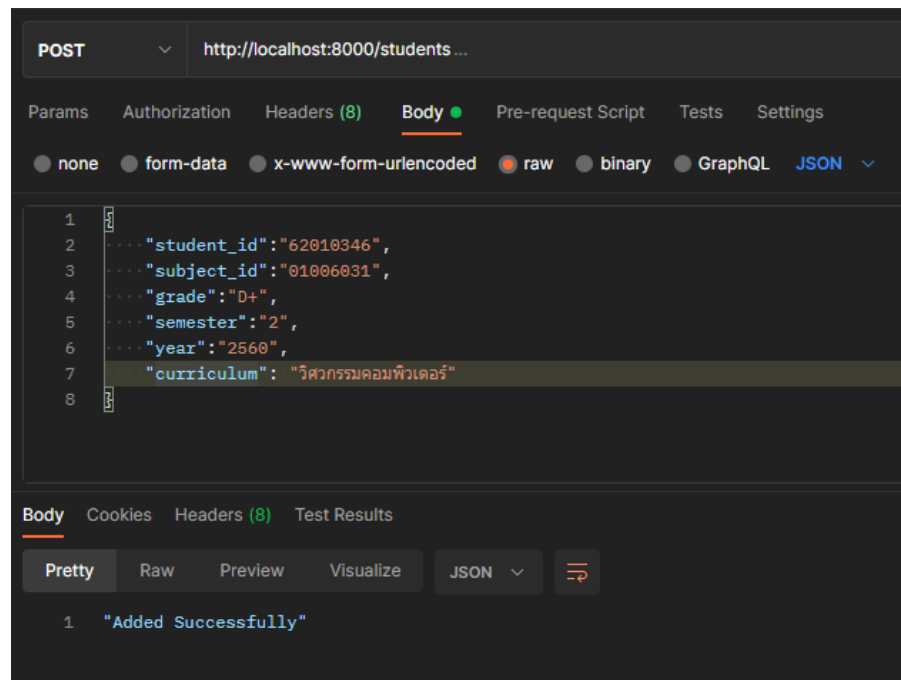 POST http://localhost:8000/students ...
Params Authorization Headers (8) Body Pre-request Script Tests Settings
none form-data x-www-form-urlencoded raw binary GraphQL JSON
1 {
2 "student_id":"62010346",
3 "subject_id":"01006031",
4 "grade":"D+",
5 "semester":"2",
6 "year":"2560",
7 "curriculum": "วิศวกรรมคอมพิวเตอร์"
8 }
Body Cookies Headers (8) Test Results
Pretty Raw Preview Visualize JSON
1 "Added Successfully"